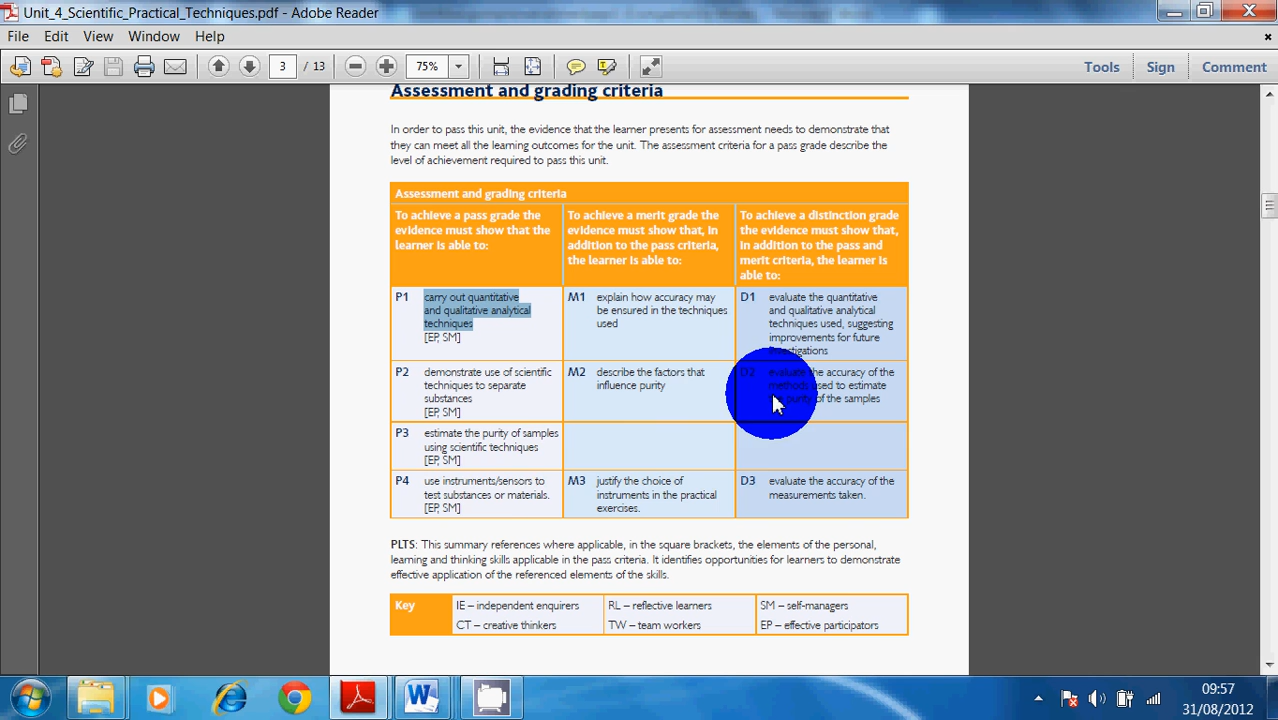 Unit_4_Scientific_Practical_Techniques.pdf - Adobe Reader
File Edit View Window Help
3 / 13 75% Tools Sign Comment
Assessment and grading criteria
In order to pass this unit, the evidence that the learner presents for assessment needs to demonstrate that
they can meet all the learning outcomes for the unit. The assessment criteria for a pass grade describe the
level of achievement required to pass this unit.
Assessment and grading criteria
To achieve a pass grade the
evidence must show that the
learner is able to:
To achieve a merit grade the
evidence must show that, in
addition to the pass criteria,
the learner is able to:
To achieve a distinction grade
the evidence must show that,
in addition to the pass and
merit criteria, the learner is
able to:
P1 carry out quantitative
and qualitative analytical
techniques
[EP, SM]
M1 explain how accuracy may
be ensured in the techniques
used
D1 evaluate the quantitative
and qualitative analytical
techniques used, suggesting
improvements for future
investigations
P2 demonstrate use of scientific
techniques to separate
substances
[EP, SM]
M2 describe the factors that
influence purity
D2 evaluate the accuracy of the
methods used to estimate
the purity of the samples
P3 estimate the purity of samples
using scientific techniques
[EP, SM]
P4 use instruments/sensors to
test substances or materials.
[EP, SM]
M3 justify the choice of
instruments in the practical
exercises.
D3 evaluate the accuracy of the
measurements taken.
PLTS: This summary references where applicable, in the square brackets, the elements of the personal,
learning and thinking skills applicable in the pass criteria. It identifies opportunities for learners to demonstrate
effective application of the referenced elements of the skills.
Key IE – independent enquirers RL – reflective learners SM – self-managers
CT – creative thinkers TW – team workers EP – effective participators
09:57
31/08/2012